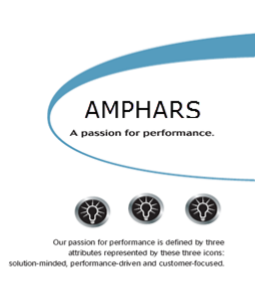 AMPHARS
A passion for performance.
Our passion for performance is defined by three
attributes represented by these three icons:
solution-minded, performance-driven and customer-focused.